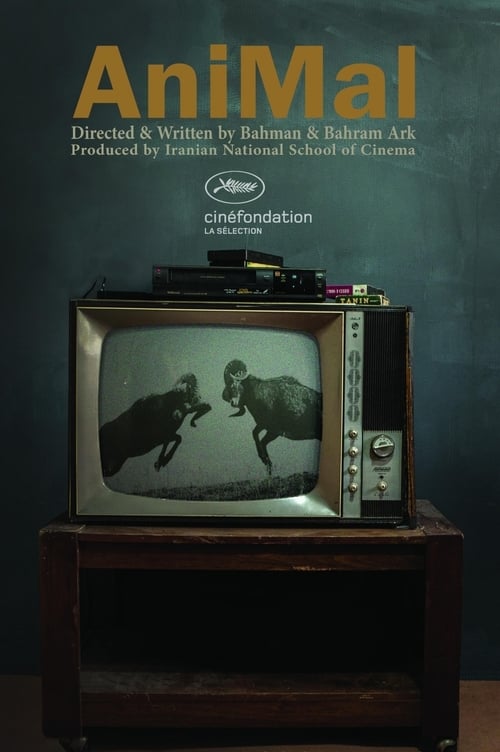 AniMal
Directed & Written by Bahman & Bahram Ark
Produced by Iranian National School of Cinema
cinéfondation
LA SÉLECTION
TANIN